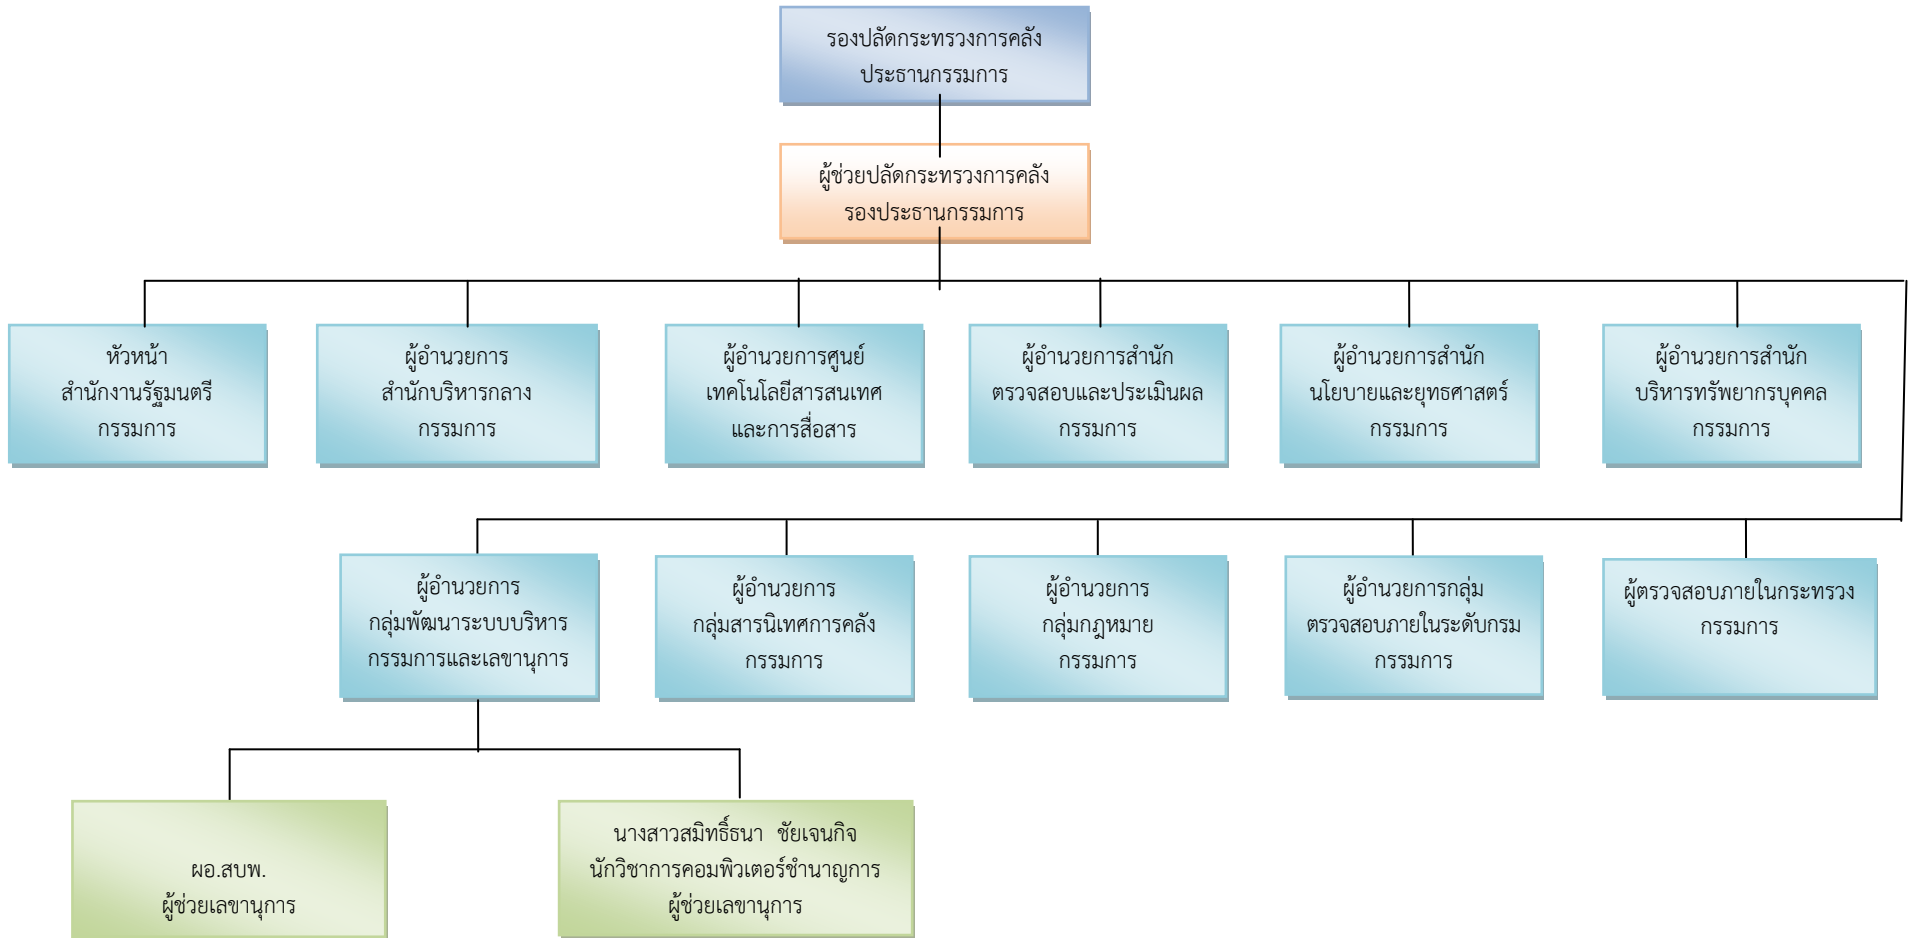 รองปลัดกระทรวงการคลัง
ประธานกรรมการ
ผู้ช่วยปลัดกระทรวงการคลัง
รองประธานกรรมการ
หัวหน้า
สำนักงานรัฐมนตรี
กรรมการ
ผู้อำนวยการ
สำนักบริหารกลาง
กรรมการ
ผู้อำนวยการศูนย์
เทคโนโลยีสารสนเทศ
และการสื่อสาร
ผู้อำนวยการสำนัก
ตรวจสอบและประเมินผล
กรรมการ
ผู้อำนวยการสำนัก
นโยบายและยุทธศาสตร์
กรรมการ
ผู้อำนวยการสำนัก
บริหารทรัพยากรบุคคล
กรรมการ
ผู้อำนวยการ
กลุ่มพัฒนาระบบบริหาร
กรรมการและเลขานุการ
ผู้อำนวยการ
กลุ่มสารนิเทศการคลัง
กรรมการ
ผู้อำนวยการ
กลุ่มกฎหมาย
กรรมการ
ผู้อำนวยการกลุ่ม
ตรวจสอบภายในระดับกรม
กรรมการ
ผู้ตรวจสอบภายในกระทรวง
กรรมการ
ผอ.สบพ.
ผู้ช่วยเลขานุการ
นางสาวสมิทธิ์ธนา ชัยเจนกิจ
นักวิชาการคอมพิวเตอร์ชำนาญการ
ผู้ช่วยเลขานุการ